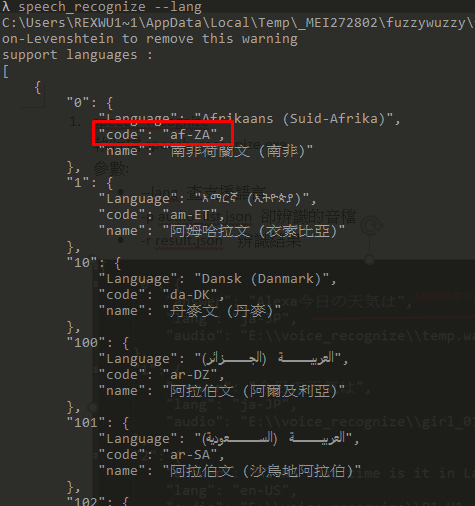 λ speech_recognize --lang
C:\Users\REXWU1~1\AppData\Local\Temp\_MEI272802\fuzzywuzzy\
on-Levenshtein to remove this warning
support languages :
[
{
"0": {
"Language": "Afrikaans (Suid-Afrika)",
"code": "af-ZA",
"name": "南非荷蘭文 (南非)"
},
"1": {
"Language": "አማርኛ (ኢትዮጵያ)",
"code": "am-ET",
"name": "阿姆哈拉文 (衣索比亞)"
},
"10": {
"Language": "Dansk (Danmark)",
"code": "da-DK",
"name": "丹麥文 (丹麥)"
},
"100": {
"Language": "العربية (الجزائر)",
"code": "ar-DZ",
"name": "阿拉伯文 (阿爾及利亞)"
},
"101": {
"Language": "العربية (السعودية)",
"code": "ar-SA",
"name": "阿拉伯文 (沙烏地阿拉伯)"
},
"102": {